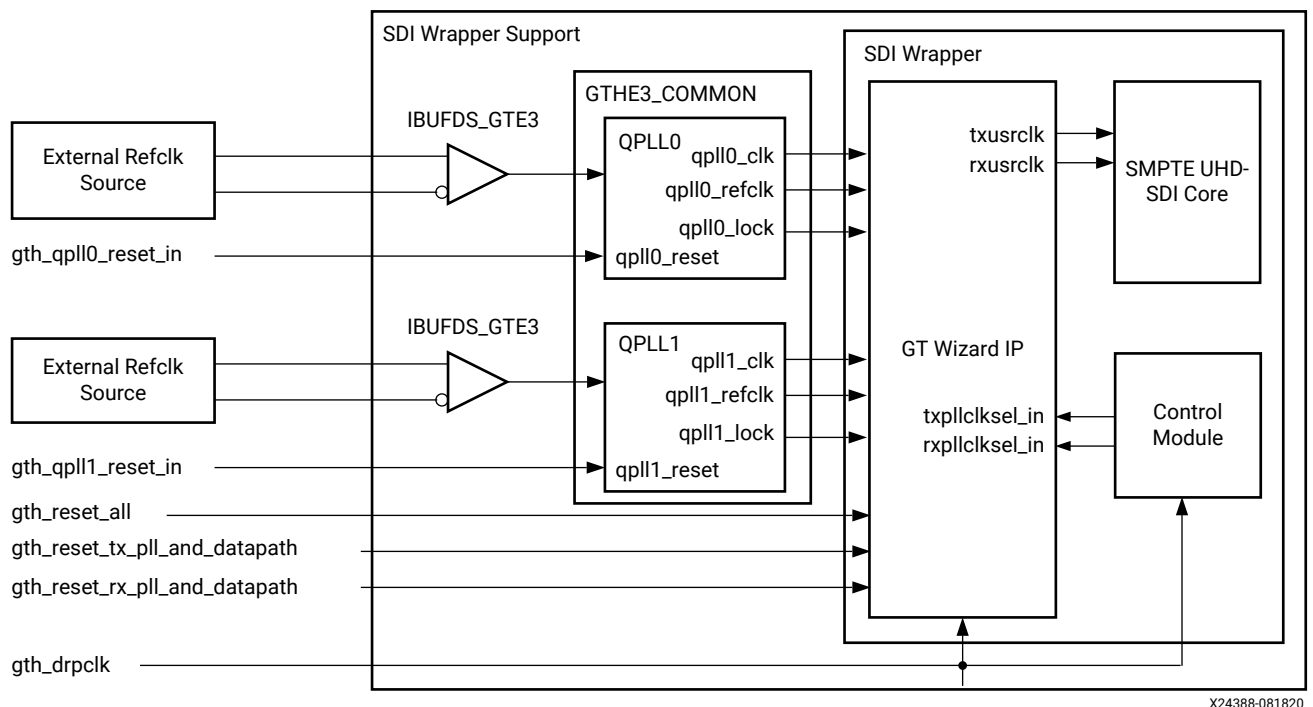 SDI Wrapper Support
SDI Wrapper
GTHE3_COMMON
IBUFDS_GTE3
External Refclk
Source
QPLL0
qpll0_clk
qpll0_refclk
qpll0_lock
qpll0_reset
gth_qpll0_reset_in
txusrclk
rxusrclk
SMPTE UHD-
SDI Core
IBUFDS_GTE3
External Refclk
Source
QPLL1
qpll1_clk
qpll1_refclk
qpll1_lock
qpll1_reset
gth_qpll1_reset_in
GT Wizard IP
txpllclksel_in
rxpllclksel_in
Control
Module
gth_reset_all
gth_reset_tx_pll_and_datapath
gth_reset_rx_pll_and_datapath
gth_drpclk
X24388-081820